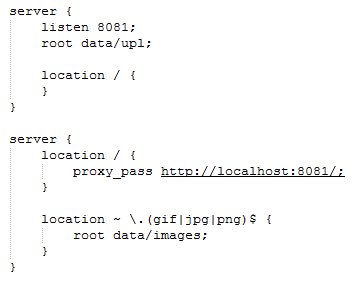 server {
    listen 8081;
    root data/upl;

    location / {
    }
}

server {
    location / {
        proxy_pass http://localhost:8081/;
    }

    location ~ \.(gif|jpg|png)$ {
        root data/images;
    }
}